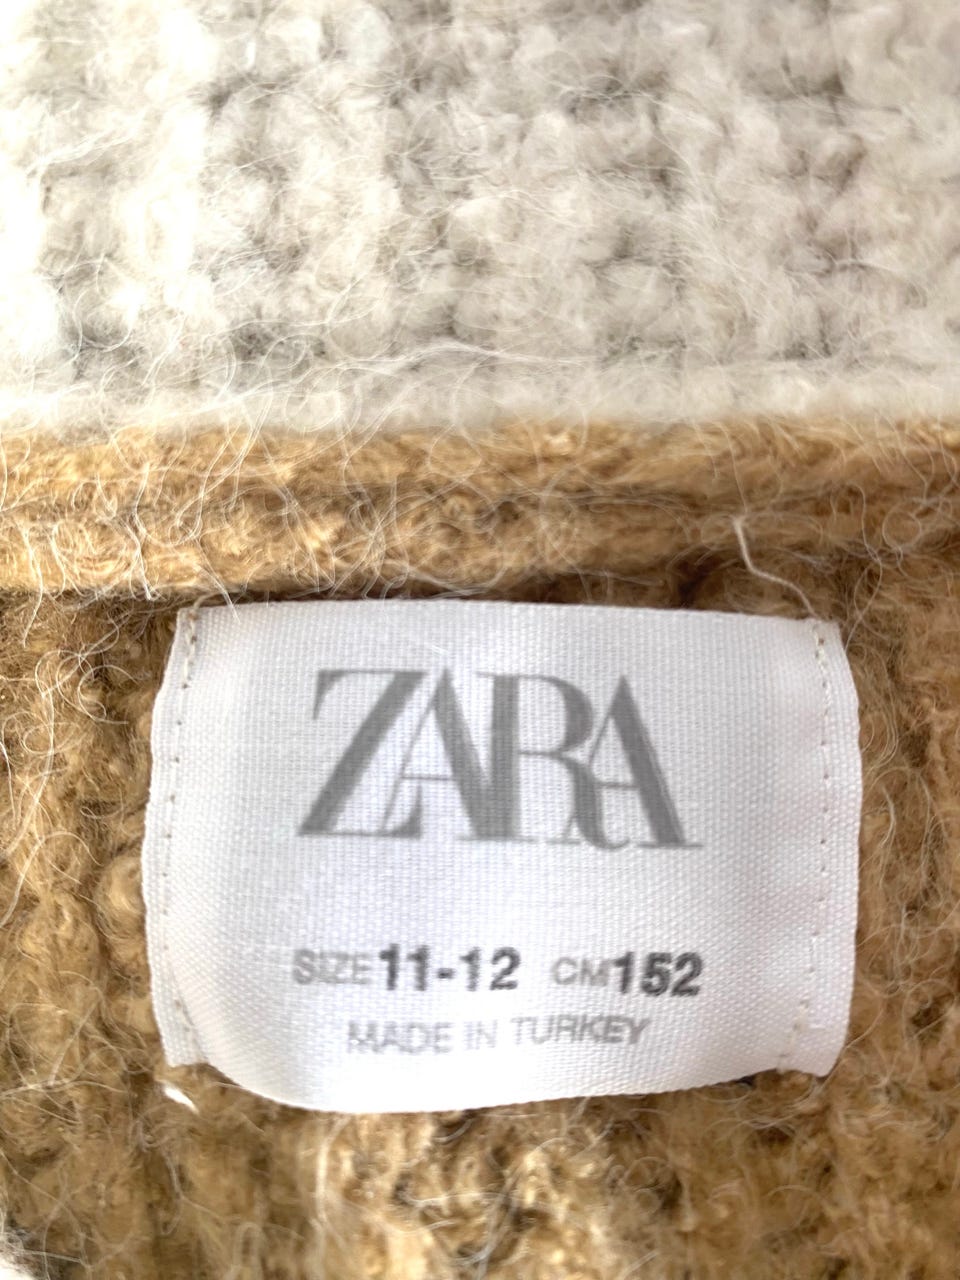 ZARA
SIZE 11-12 CM 152
MADE IN TURKEY